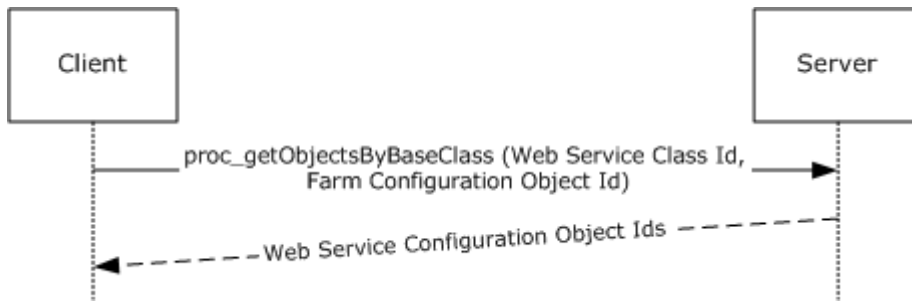 Client
Server
proc_getObjectsByBaseClass (Web Service Class Id,
Farm Configuration Object Id)
Web Service Configuration Object Ids